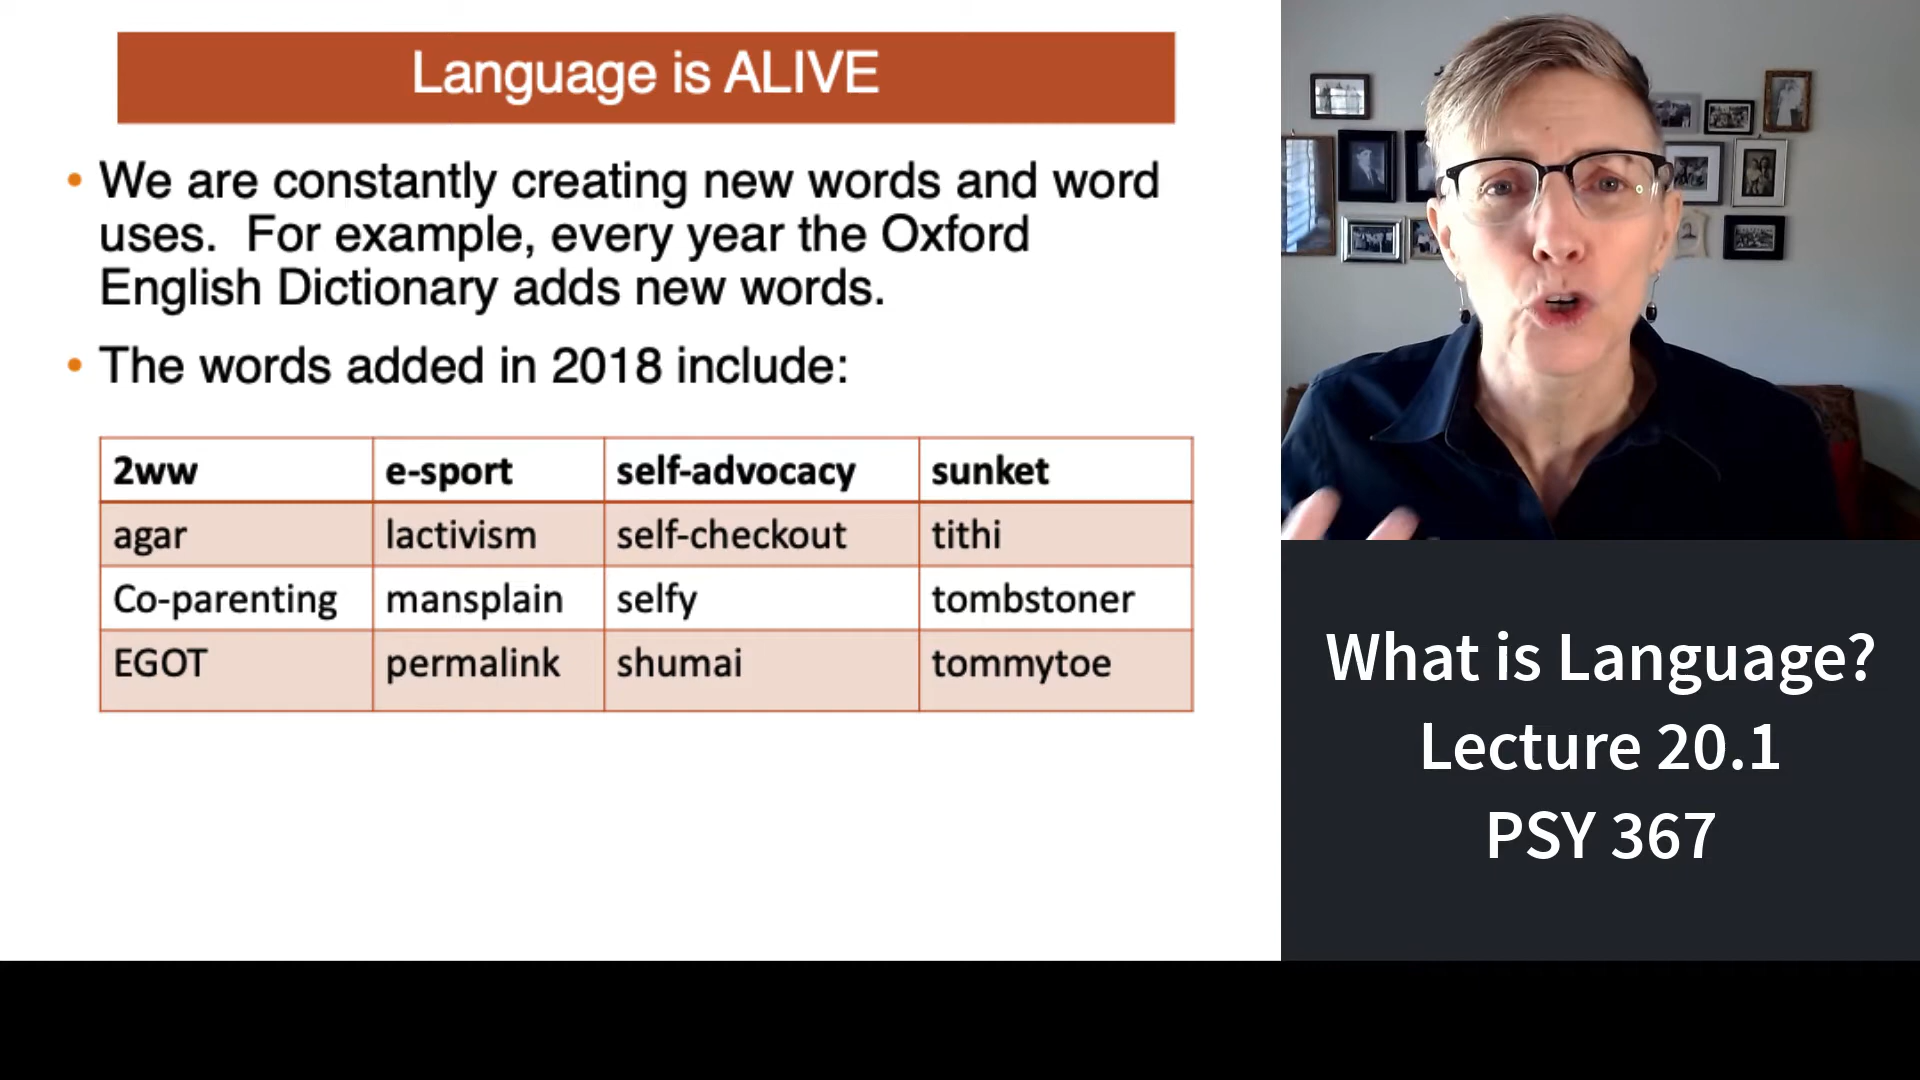 Language is ALIVE
• We are constantly creating new words and word
uses. For example, every year the Oxford
English Dictionary adds new words.
• The words added in 2018 include:
2ww e-sport self-advocacy sunket
agar lactivism self-checkout tithi
Co-parenting mansplain selfy tombstoner
EGOT permalink shumai tommytoe
What is Language?
Lecture 20.1
PSY 367